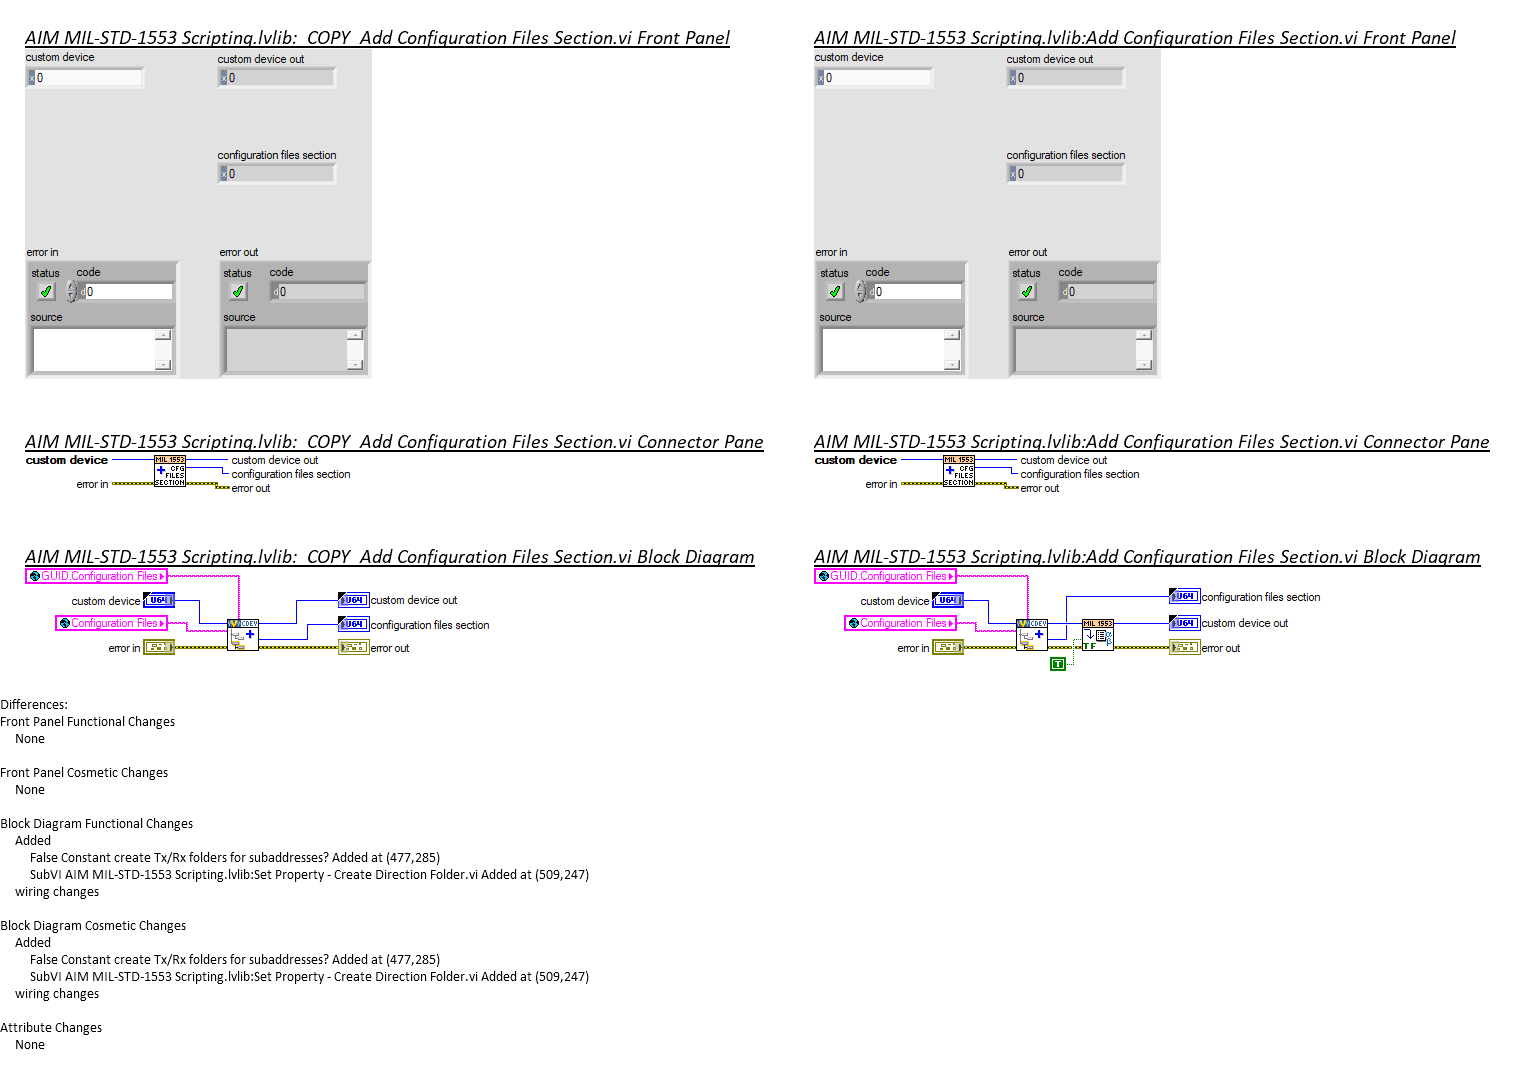 AIM MIL-STD-1553 Scripting.lvlib:  COPY  Add Configuration Files Section.vi Front Panel
custom device
custom device out
x 0
x 0
configuration files section
x 0
error in
error out
status
code
status
code
d 0
d 0
source
source
AIM MIL-STD-1553 Scripting.lvlib:Add Configuration Files Section.vi Front Panel
custom device
custom device out
x 0
x 0
configuration files section
x 0
error in
error out
status
code
status
code
d 0
d 0
source
source
AIM MIL-STD-1553 Scripting.lvlib:  COPY  Add Configuration Files Section.vi Connector Pane
custom device
MIL 1553
CFG
FILES
SECTION
custom device out
configuration files section
error in
error out
AIM MIL-STD-1553 Scripting.lvlib:Add Configuration Files Section.vi Connector Pane
custom device
MIL 1553
CFG
FILES
SECTION
custom device out
configuration files section
error in
error out
AIM MIL-STD-1553 Scripting.lvlib:  COPY  Add Configuration Files Section.vi Block Diagram
GUID.Configuration Files
custom device
U64
U64
custom device out
Configuration Files
CDEV
U64
configuration files section
error in
error out
AIM MIL-STD-1553 Scripting.lvlib:Add Configuration Files Section.vi Block Diagram
GUID.Configuration Files
custom device
U64
U64
configuration files section
Configuration Files
CDEV
MIL 1553
T F
U64
custom device out
error in
error out
T
Differences:
Front Panel Functional Changes
None
Front Panel Cosmetic Changes
None
Block Diagram Functional Changes
Added
False Constant create Tx/Rx folders for subaddresses? Added at (477,285)
SubVI AIM MIL-STD-1553 Scripting.lvlib:Set Property - Create Direction Folder.vi Added at (509,247)
wiring changes
Block Diagram Cosmetic Changes
Added
False Constant create Tx/Rx folders for subaddresses? Added at (477,285)
SubVI AIM MIL-STD-1553 Scripting.lvlib:Set Property - Create Direction Folder.vi Added at (509,247)
wiring changes
Attribute Changes
None